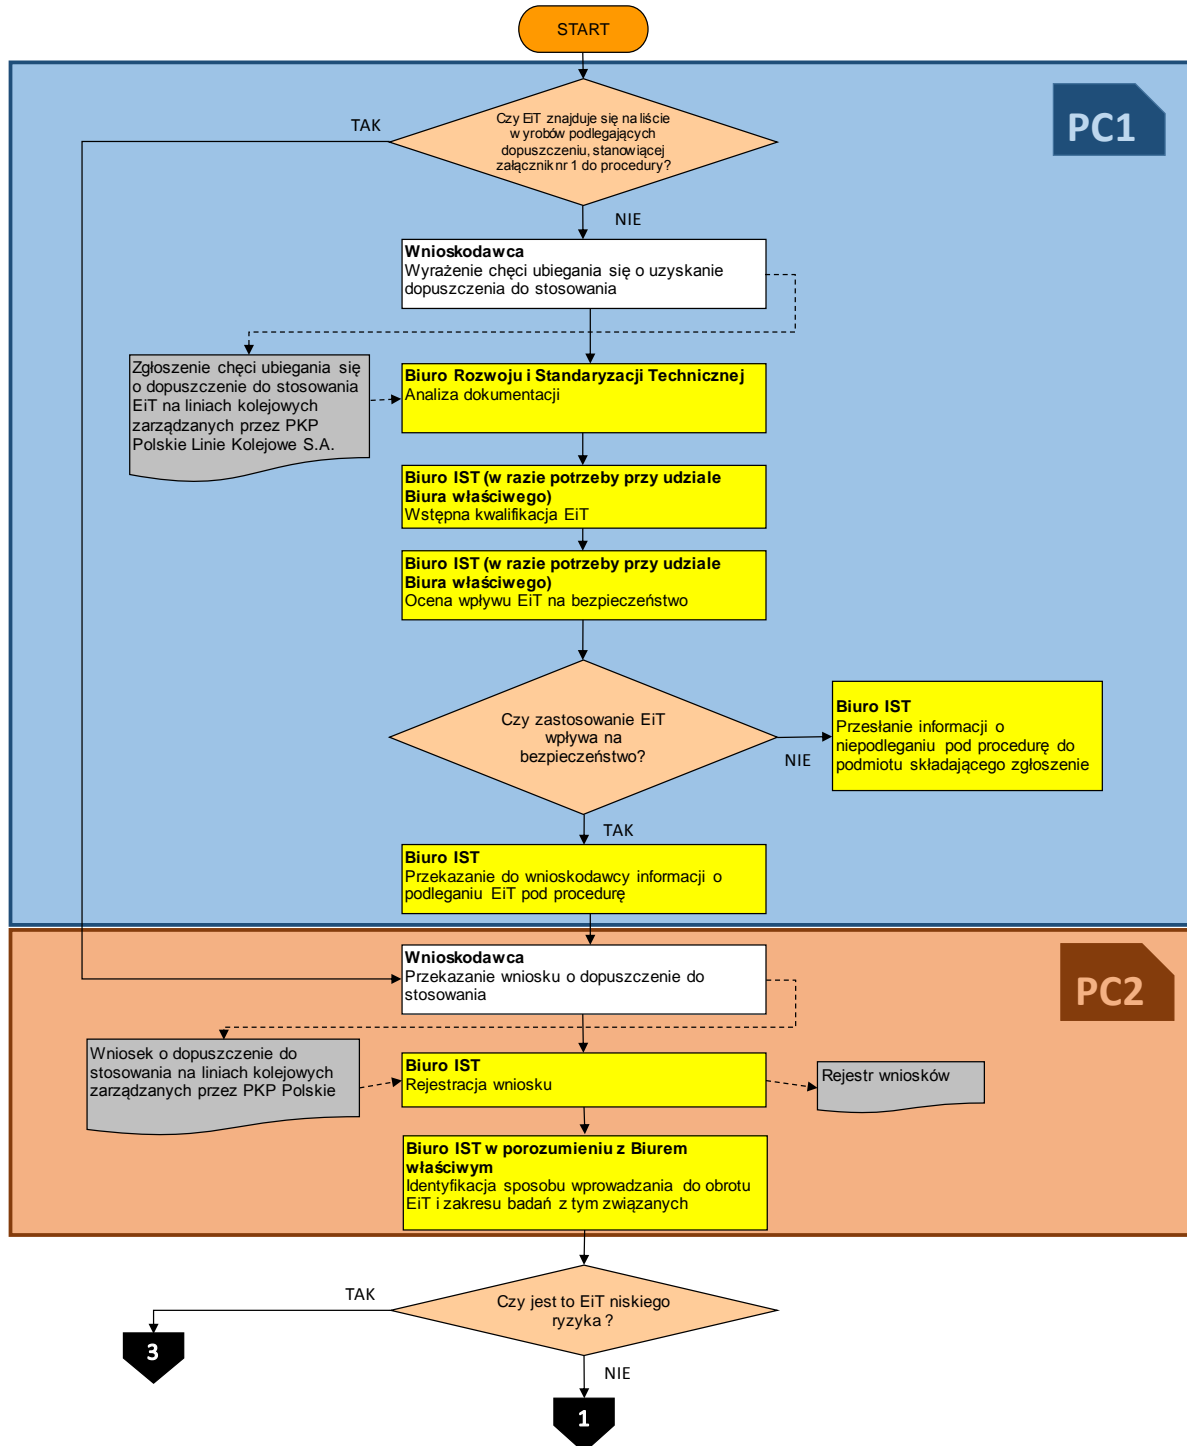 START
PC1
Czy EiT znajduje się na liście
wyrobów podlegających
dopuszczeniu, stanowiącej
załącznik nr 1 do procedury?
TAK
NIE
Wnioskodawca
Wyrażenie chęci ubiegania się o uzyskanie
dopuszczenia do stosowania
Zgłoszenie chęci ubiegania się
o dopuszczenie do stosowania
EiT na liniach kolejowych
zarządzanych przez PKP
Polskie Linie Kolejowe S.A.
Biuro Rozwoju i Standaryzacji Technicznej
Analiza dokumentacji
Biuro IST (w razie potrzeby przy udziale
Biura właściwego)
Wstępna kwalifikacja EiT
Biuro IST (w razie potrzeby przy udziale
Biura właściwego)
Ocena wpływu EiT na bezpieczeństwo
Czy zastosowanie EiT
wpływa na
bezpieczeństwo?
NIE
Biuro IST
Przesłanie informacji o
niepodleganiu pod procedurę do
podmiotu składającego zgłoszenie
TAK
Biuro IST
Przekazanie do wnioskodawcy informacji o
podleganiu EiT pod procedurę
PC2
Wnioskodawca
Przekazanie wniosku o dopuszczenie do
stosowania
Wniosek o dopuszczenie do
stosowania na liniach kolejowych
zarządzanych przez PKP Polskie
Biuro IST
Rejestracja wniosku
Rejestr wniosków
Biuro IST w porozumieniu z Biurem
właściwym
Identyfikacja sposobu wprowadzania do obrotu
EiT i zakresu badań z tym związanych
Czy jest to EiT niskiego
ryzyka ?
TAK
3
NIE
1